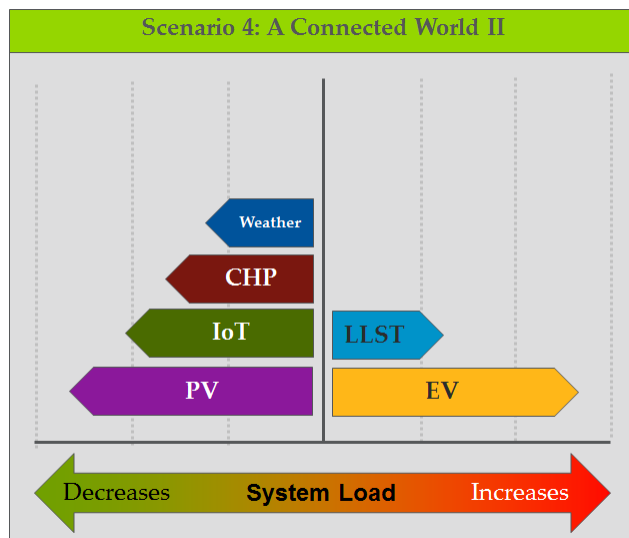 Scenario 4: A Connected World II
Weather
CHP
IoT
LLST
PV
EV
Decreases
System Load
Increases